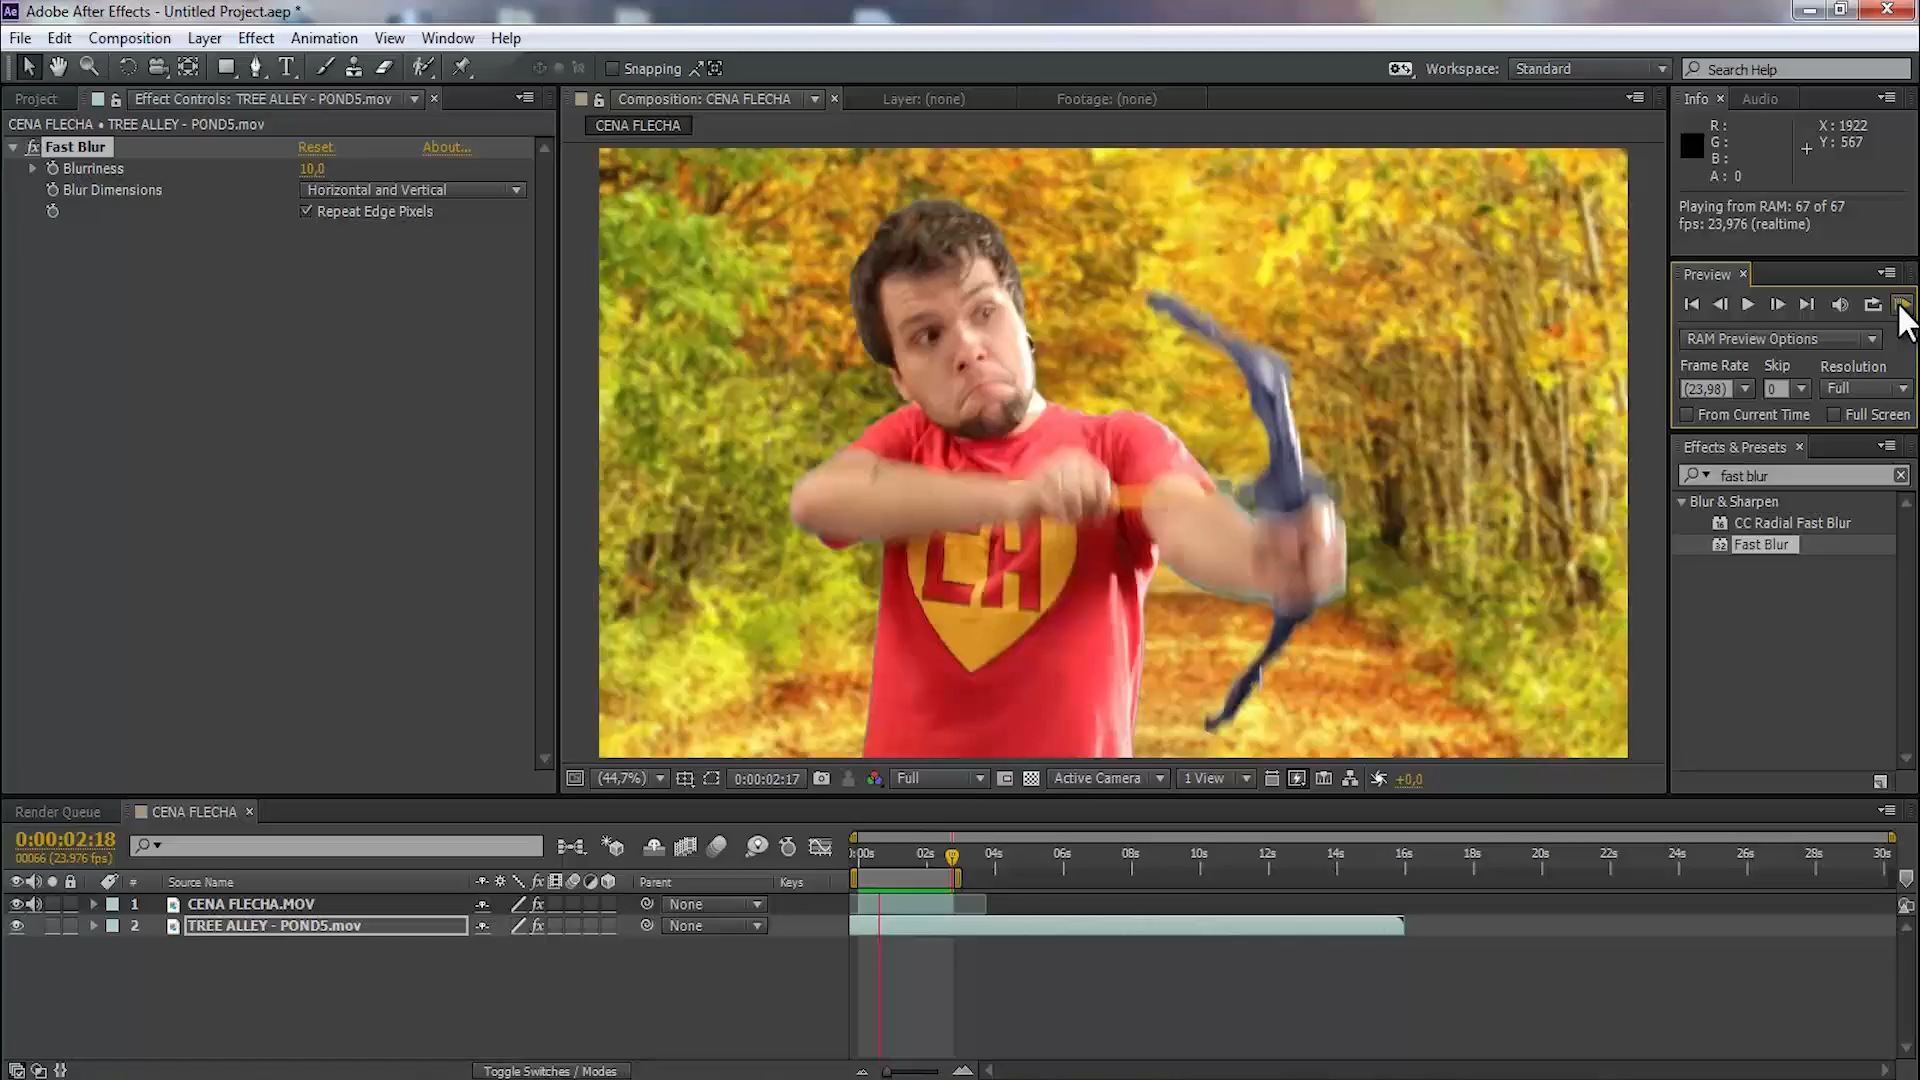 Ae Adobe After Effects - Untitled Project.aep *
File Edit Composition Layer Effect Animation View Window Help
Snapping
Workspace: Standard
Search Help
Project
Effect Controls: TREE ALLEY - POND5.mov
CENA FLECHA • TREE ALLEY - POND5.mov
fx Fast Blur Reset About...
Blurriness 10,0
Blur Dimensions Horizontal and Vertical
Repeat Edge Pixels
Composition: CENA FLECHA
Layer: (none)
Footage: (none)
CENA FLECHA
CH
(44,7%) 0:00:02:17 Full Active Camera 1 View +0,0
Info Audio
R : X : 1922
G : Y : 567
B :
A : 0
Playing from RAM: 67 of 67
fps: 23,976 (realtime)
Preview
RAM Preview Options
Frame Rate Skip Resolution
(23,98) 0 Full
From Current Time Full Screen
Effects & Presets
fast blur
Blur & Sharpen
16 CC Radial Fast Blur
32 Fast Blur
Render Queue CENA FLECHA
0:00:02:18
00066 (23.976 fps)
):00s 02s 04s 06s 08s 10s 12s 14s 16s 18s 20s 22s 24s 26s 28s 30s
# Source Name fx Parent Keys
1 CENA FLECHA.MOV fx None
2 TREE ALLEY - POND5.mov fx None
Toggle Switches / Modes